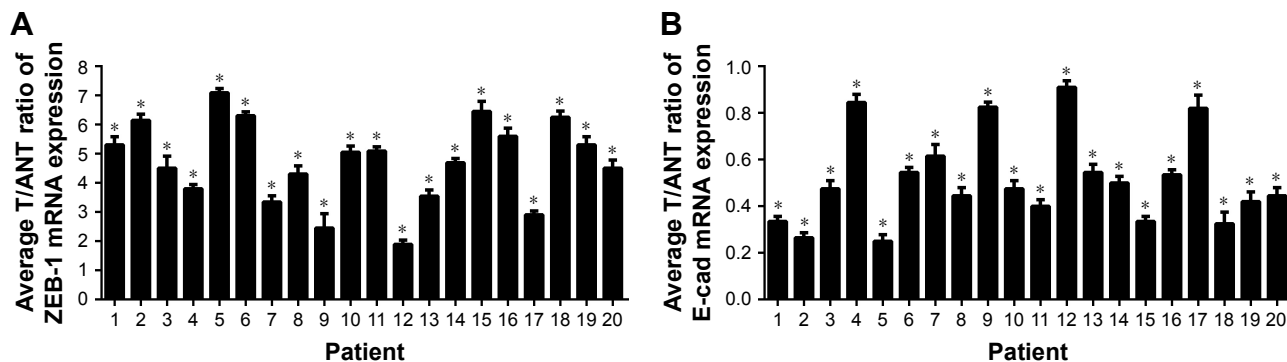 A
Average T/ANT ratio of
ZEB-1 mRNA expression
8
7
6
5
4
3
2
1
0
* * * * * * * * * * * * * * * * * * * *
1 2 3 4 5 6 7 8 9 10 11 12 13 14 15 16 17 18 19 20
Patient
B
Average T/ANT ratio of
E-cad mRNA expression
1.0
0.8
0.6
0.4
0.2
0.0
* * * * * * * * * * * * * * * * * * * *
1 2 3 4 5 6 7 8 9 10 11 12 13 14 15 16 17 18 19 20
Patient